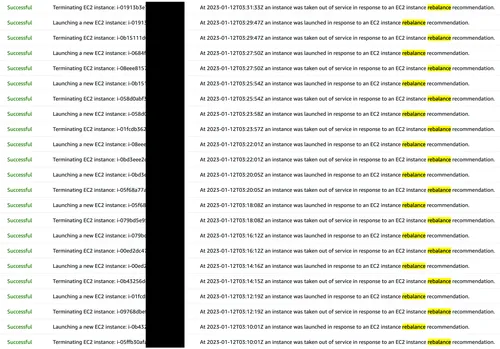 Successful Terminating EC2 instance: i-01913b3e At 2023-01-12T03:31:33Z an instance was taken out of service in response to an EC2 instance rebalance recommendation.
Successful Launching a new EC2 instance: i-0191 At 2023-01-12T03:29:47Z an instance was launched in response to an EC2 instance rebalance recommendation.
Successful Terminating EC2 instance: i-0b15111d At 2023-01-12T03:29:47Z an instance was taken out of service in response to an EC2 instance rebalance recommendation.
Successful Launching a new EC2 instance: i-0684f At 2023-01-12T03:27:50Z an instance was launched in response to an EC2 instance rebalance recommendation.
Successful Terminating EC2 instance: i-08eee815 At 2023-01-12T03:27:50Z an instance was taken out of service in response to an EC2 instance rebalance recommendation.
Successful Launching a new EC2 instance: i-0b15 At 2023-01-12T03:25:54Z an instance was launched in response to an EC2 instance rebalance recommendation.
Successful Terminating EC2 instance: i-058d0abf At 2023-01-12T03:25:54Z an instance was taken out of service in response to an EC2 instance rebalance recommendation.
Successful Launching a new EC2 instance: i-058d At 2023-01-12T03:23:58Z an instance was launched in response to an EC2 instance rebalance recommendation.
Successful Terminating EC2 instance: i-01fcdb362 At 2023-01-12T03:23:57Z an instance was taken out of service in response to an EC2 instance rebalance recommendation.
Successful Launching a new EC2 instance: i-08eee At 2023-01-12T03:22:01Z an instance was launched in response to an EC2 instance rebalance recommendation.
Successful Terminating EC2 instance: i-0bd3eee2 At 2023-01-12T03:22:01Z an instance was taken out of service in response to an EC2 instance rebalance recommendation.
Successful Launching a new EC2 instance: i-0bd3 At 2023-01-12T03:20:05Z an instance was launched in response to an EC2 instance rebalance recommendation.
Successful Terminating EC2 instance: i-05f68a77 At 2023-01-12T03:20:05Z an instance was taken out of service in response to an EC2 instance rebalance recommendation.
Successful Launching a new EC2 instance: i-05f68 At 2023-01-12T03:18:08Z an instance was launched in response to an EC2 instance rebalance recommendation.
Successful Terminating EC2 instance: i-079bd5e9 At 2023-01-12T03:18:08Z an instance was taken out of service in response to an EC2 instance rebalance recommendation.
Successful Launching a new EC2 instance: i-079b At 2023-01-12T03:16:12Z an instance was launched in response to an EC2 instance rebalance recommendation.
Successful Terminating EC2 instance: i-00ed2dc4 At 2023-01-12T03:16:12Z an instance was taken out of service in response to an EC2 instance rebalance recommendation.
Successful Launching a new EC2 instance: i-00ed2 At 2023-01-12T03:14:16Z an instance was launched in response to an EC2 instance rebalance recommendation.
Successful Terminating EC2 instance: i-0b43256 At 2023-01-12T03:14:15Z an instance was taken out of service in response to an EC2 instance rebalance recommendation.
Successful Launching a new EC2 instance: i-01fcd At 2023-01-12T03:12:19Z an instance was launched in response to an EC2 instance rebalance recommendation.
Successful Terminating EC2 instance: i-09768dbe At 2023-01-12T03:12:19Z an instance was taken out of service in response to an EC2 instance rebalance recommendation.
Successful Launching a new EC2 instance: i-0b432 At 2023-01-12T03:10:01Z an instance was launched in response to an EC2 instance rebalance recommendation.
Successful Terminating EC2 instance: i-05ffb30af At 2023-01-12T03:10:01Z an instance was taken out of service in response to an EC2 instance rebalance recommendation.